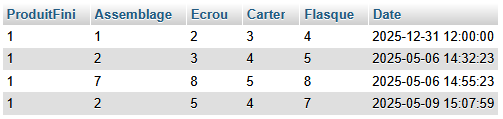 ProduitFini Assemblage Ecrou Carter Flasque Date
1 1 2 3 4 2025-12-31 12:00:00
1 2 3 4 5 2025-05-06 14:32:23
1 7 8 5 8 2025-05-06 14:55:23
1 2 5 4 7 2025-05-09 15:07:59